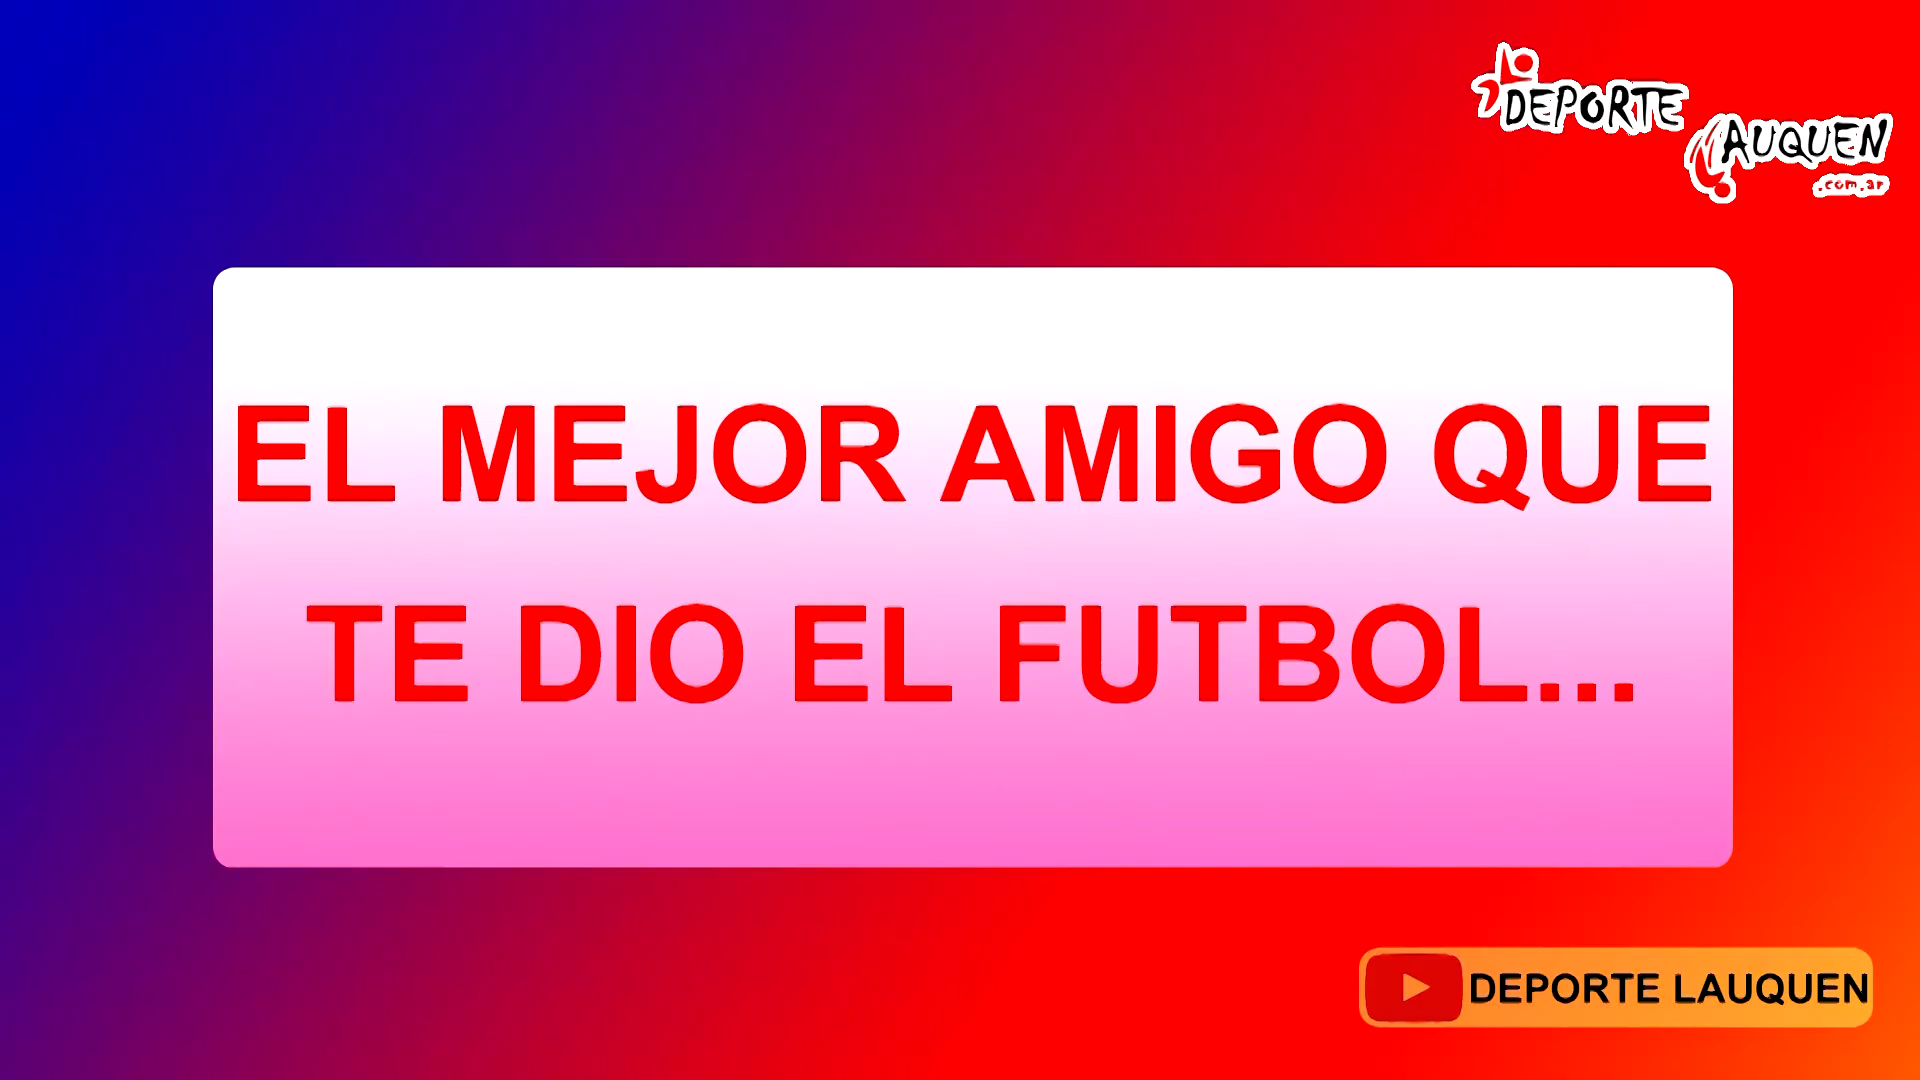 DEPORTE
LAUQUEN
.com.ar
EL MEJOR AMIGO QUE
TE DIO EL FUTBOL...
DEPORTE LAUQUEN